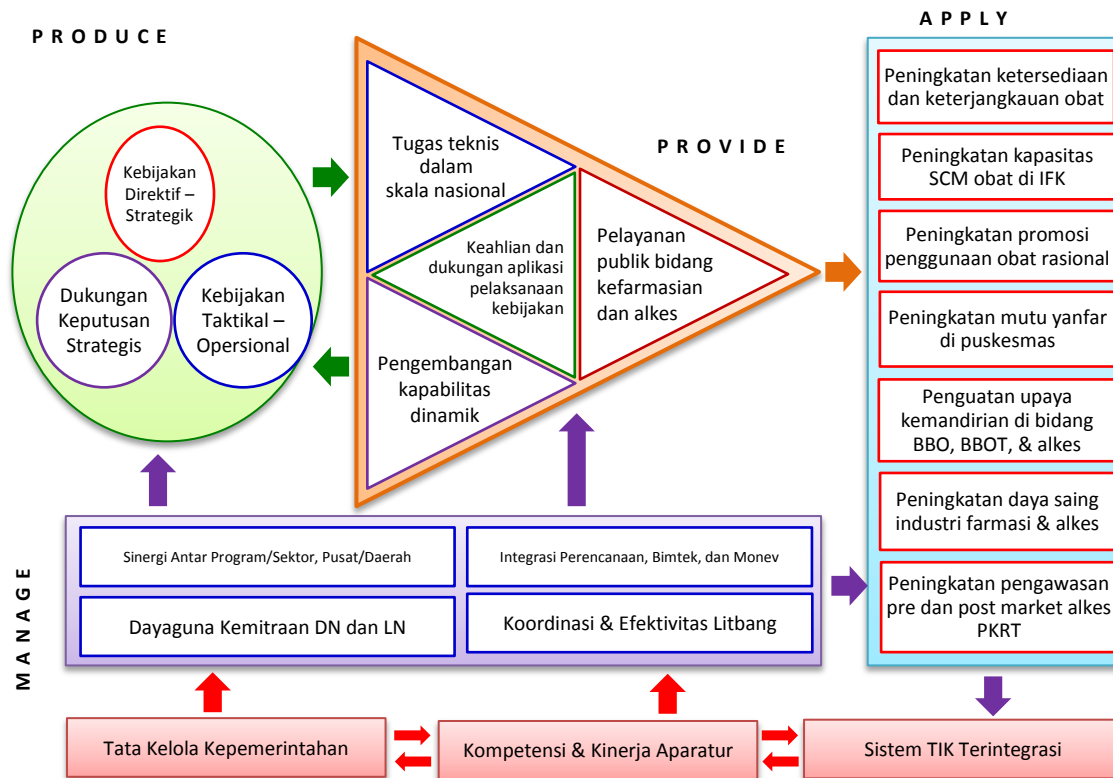 PRODUCE
Kebijakan
Direktif –
Strategik
Dukungan
Keputusan
Strategis
Kebijakan
Taktikal –
Opersional
Tugas teknis
dalam
skala nasional
Keahlian dan
dukungan aplikasi
pelaksanaan
kebijakan
Pengembangan
kapabilitas
dinamik
PROVIDE
Pelayanan
publik bidang
kefarmasian
dan alkes
APPLY
Peningkatan ketersediaan
dan keterjangkauan obat
Peningkatan kapasitas
SCM obat di IFK
Peningkatan promosi
penggunaan obat rasional
Peningkatan mutu yanfar
di puskesmas
Penguatan upaya
kemandirian di bidang
BBO, BBOT, & alkes
Peningkatan daya saing
industri farmasi & alkes
Peningkatan pengawasan
pre dan post market alkes
PKRT
MANAGE
Sinergi Antar Program/Sektor, Pusat/Daerah
Integrasi Perencanaan, Bimtek, dan Monev
Dayaguna Kemitraan DN dan LN
Koordinasi & Efektivitas Litbang
Tata Kelola Kepemerintahan
Kompetensi & Kinerja Aparatur
Sistem TIK Terintegrasi